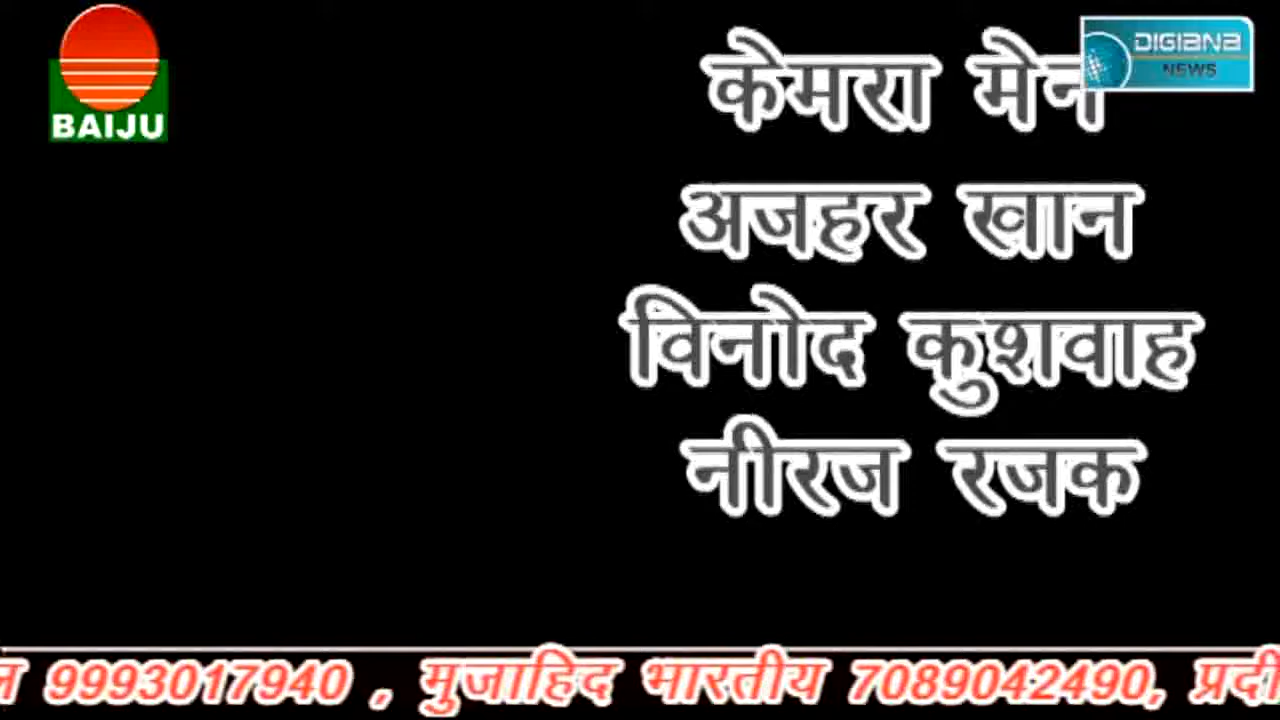 BAIJU
DIGIANA
NEWS
केमरा मेन
अजहर खान
विनोद कुशवाह
नीरज रजक
9993017940 , मुजाहिद भारतीय 7089042490,